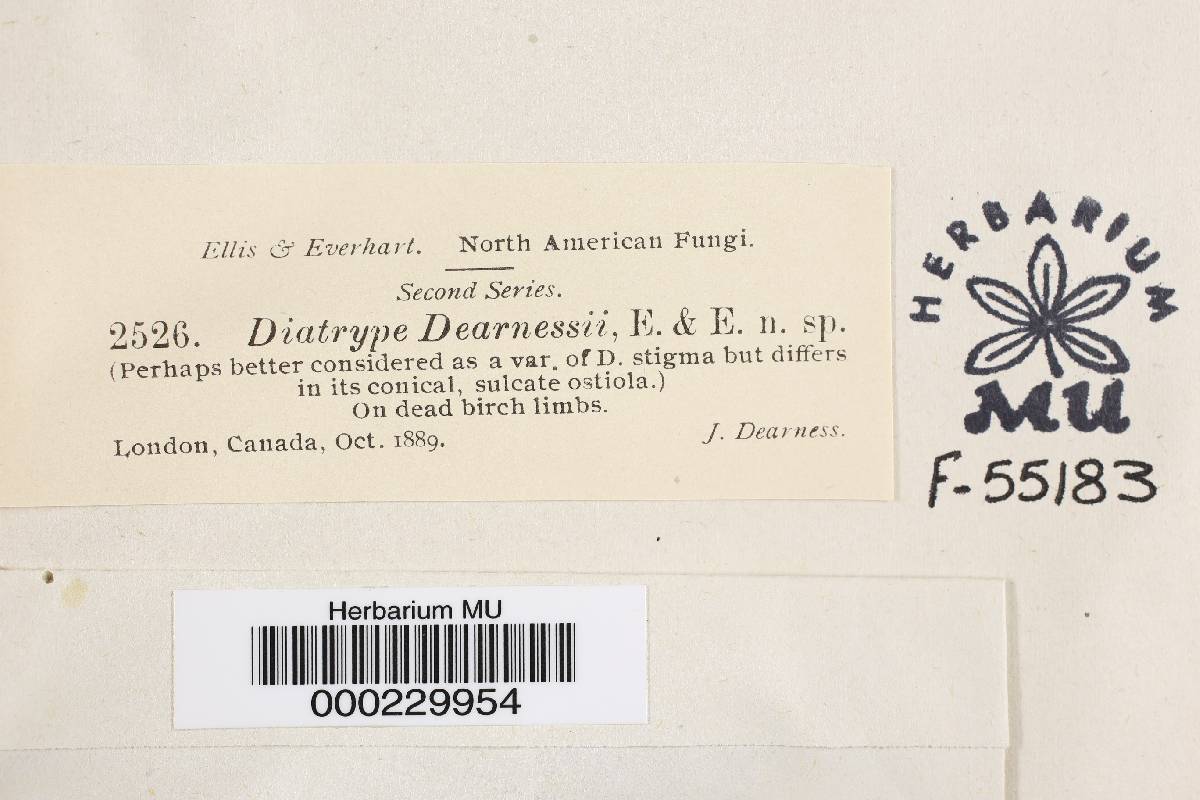 Ellis & Everhart. North American Fungi.
Second Series.
2526. Diatrype Dearnessii, E. & E. n. sp.
(Perhaps better considered as a var. of D. stigma but differs
in its conical, sulcate ostiola.)
On dead birch limbs.
London, Canada, Oct. 1889. J. Dearness.
HERBARIUM
MU
F-55183
Herbarium MU
000229954